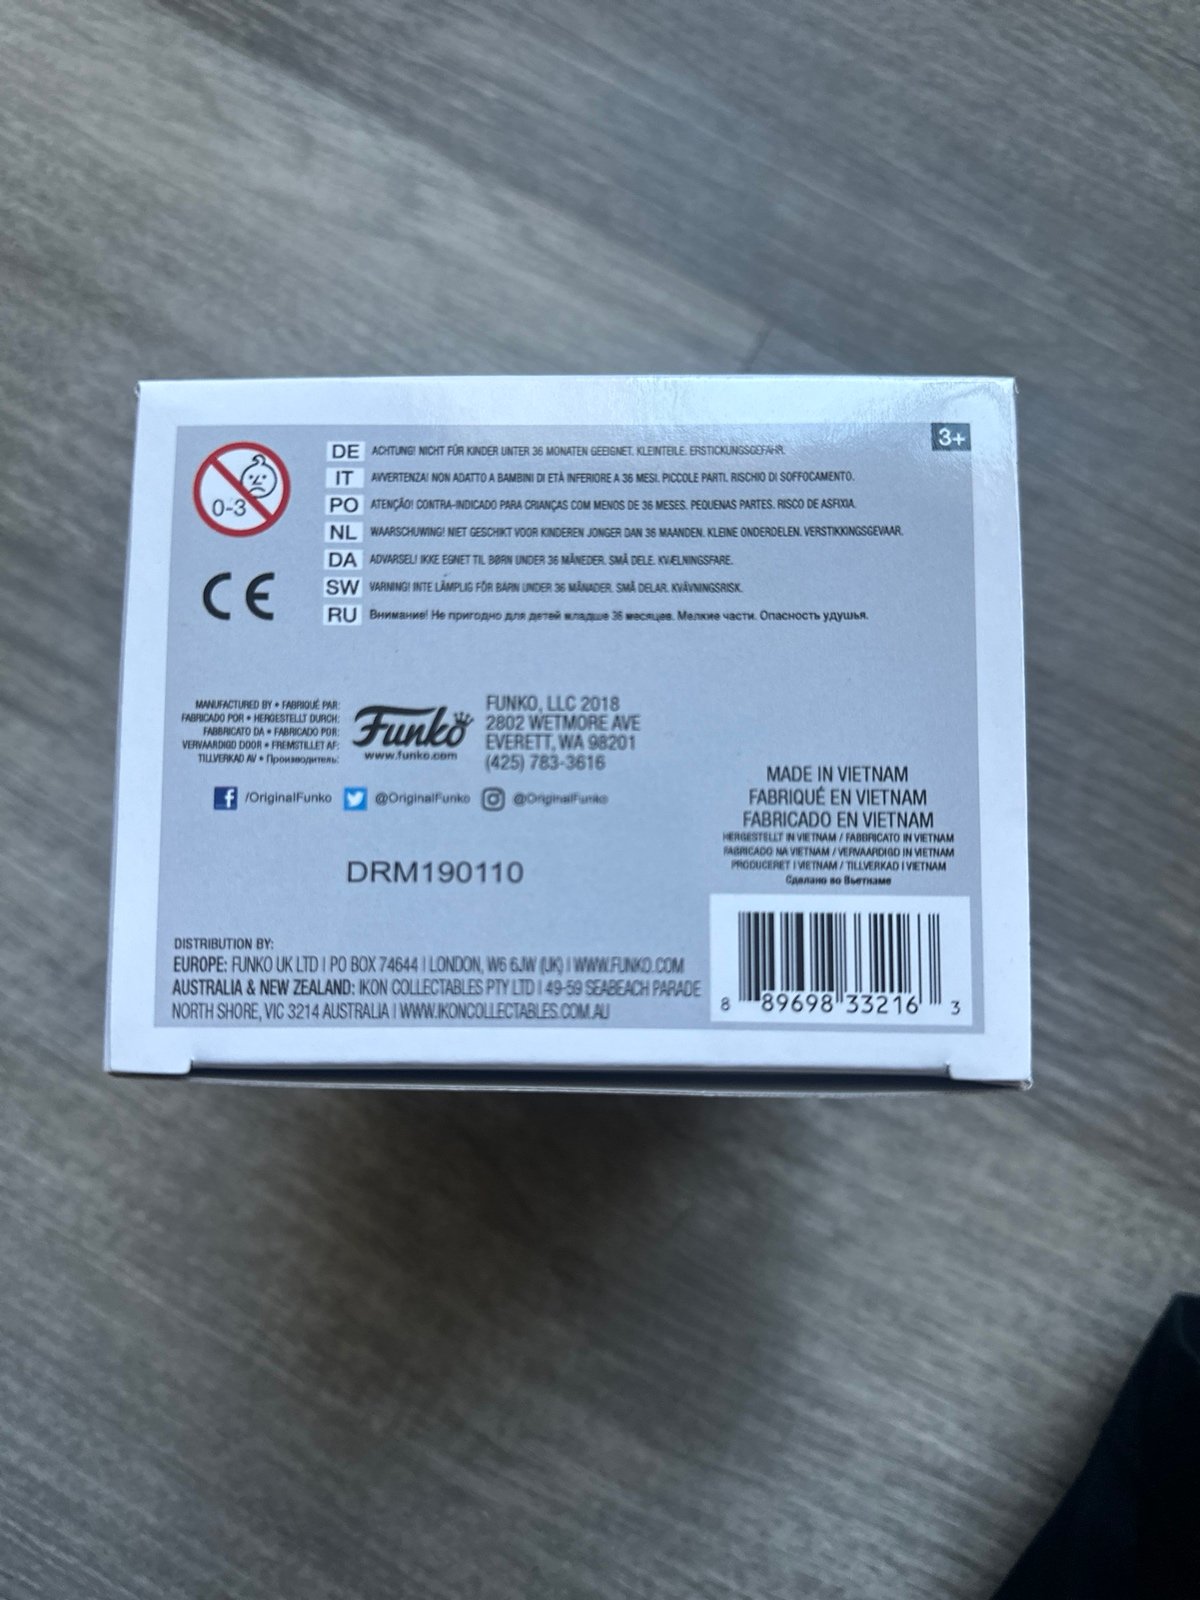 3+
0-3
DE ACHTUNG! NICHT FÜR KINDER UNTER 36 MONATEN GEEIGNET. KLEINTEILE. ERSTICKUNGSGEFAHR.
IT AVVERTENZA! NON ADATTO A BAMBINI DI ETÀ INFERIORE A 36 MESI. PICCOLE PARTI. RISCHIO DI SOFFOCAMENTO.
PO ATENÇÃO! CONTRA-INDICADO PARA CRIANÇAS COM MENOS DE 36 MESES. PEQUENAS PARTES. RISCO DE ASFIXIA.
NL WAARSCHUWING! NIET GESCHIKT VOOR KINDEREN JONGER DAN 36 MAANDEN. KLEINE ONDERDELEN. VERSTIKKINGSGEVAAR.
DA ADVARSEL! IKKE EGNET TIL BØRN UNDER 36 MÅNEDER. SMÅ DELE. KVÆLNINGSFARE.
SW VARNING! INTE LÄMPLIG FÖR BARN UNDER 36 MÅNADER. SMÅ DELAR. KVÄVNINGSRISK.
RU Внимание! Не пригодно для детей младше 36 месяцев. Мелкие части. Опасность удушья.
CE
MANUFACTURED BY • FABRIQUÉ PAR:
FABRICADO POR • HERGESTELLT DURCH:
FABBRICATO DA • FABRICADO POR:
VERVAARDIGD DOOR • FREMSTILLET AF:
TILLVERKAD AV • Производитель:
Funko
www.funko.com
FUNKO, LLC 2018
2802 WETMORE AVE
EVERETT, WA 98201
(425) 783-3616
/OriginalFunko @OriginalFunko @OriginalFunko
MADE IN VIETNAM
FABRIQUÉ EN VIETNAM
FABRICADO EN VIETNAM
HERGESTELLT IN VIETNAM / FABBRICATO IN VIETNAM
FABRICADO NA VIETNAM / VERVAARDIGD IN VIETNAM
PRODUCERET I VIETNAM / TILLVERKAD I VIETNAM
Сделано во Вьетнаме
DRM190110
DISTRIBUTION BY:
EUROPE: FUNKO UK LTD | PO BOX 74644 | LONDON, W6 6JW (UK) | WWW.FUNKO.COM
AUSTRALIA & NEW ZEALAND: IKON COLLECTABLES PTY LTD | 49-59 SEABEACH PARADE
NORTH SHORE, VIC 3214 AUSTRALIA | WWW.IKONCOLLECTABLES.COM.AU
8 89698 33216 3